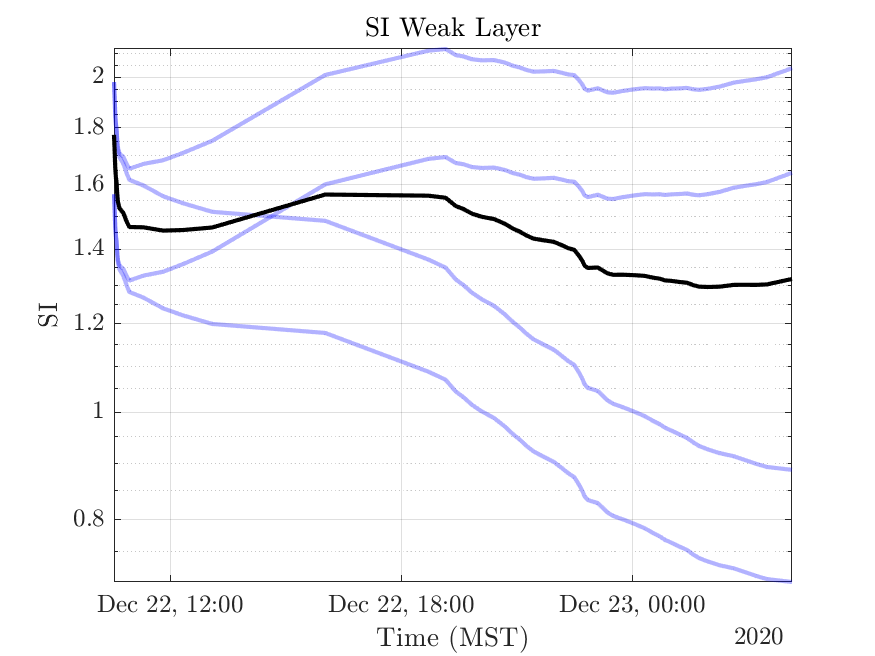 SI Weak Layer
2
1.8
1.6
1.4
1.2
1
0.8
SI
Dec 22, 12:00
Dec 22, 18:00
Dec 23, 00:00
Time (MST)
2020